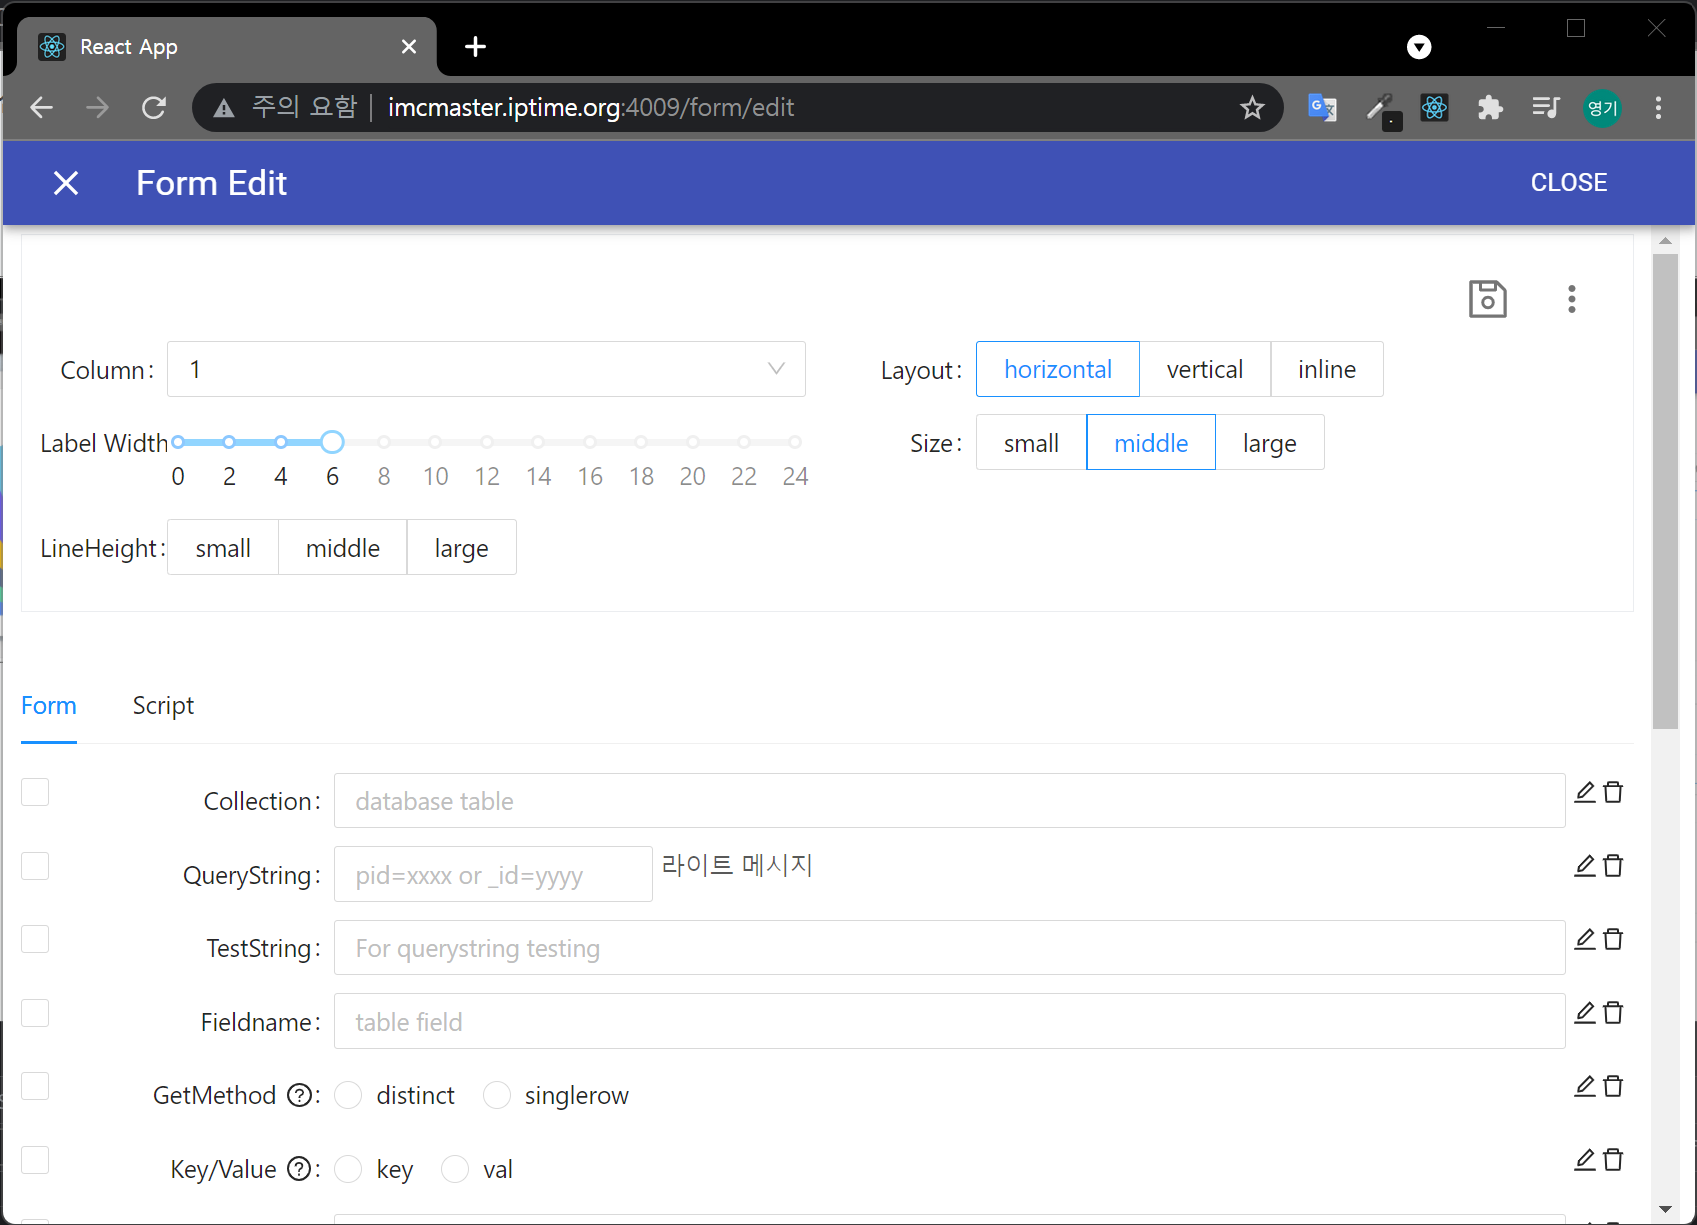 React App
주의 요함 imcmaster.iptime.org:4009/form/edit
영기
Form Edit
CLOSE
Column: 1
Layout: horizontal vertical inline
Label Width
0 2 4 6 8 10 12 14 16 18 20 22 24
Size: small middle large
LineHeight: small middle large
Form Script
Collection: database table
QueryString: pid=xxxx or _id=yyyy 라이트 메시지
TestString: For querystring testing
Fieldname: table field
GetMethod ?: distinct singlerow
Key/Value ?: key val